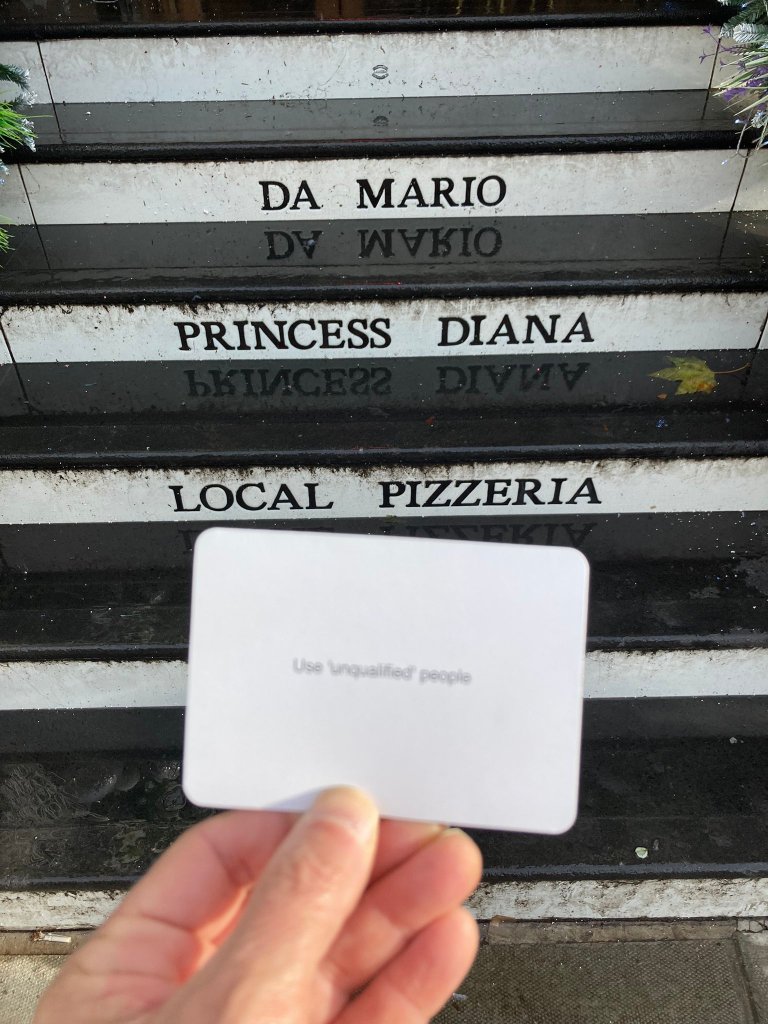 DA MARIO
PRINCESS DIANA
LOCAL PIZZERIA
Use 'unqualified' people